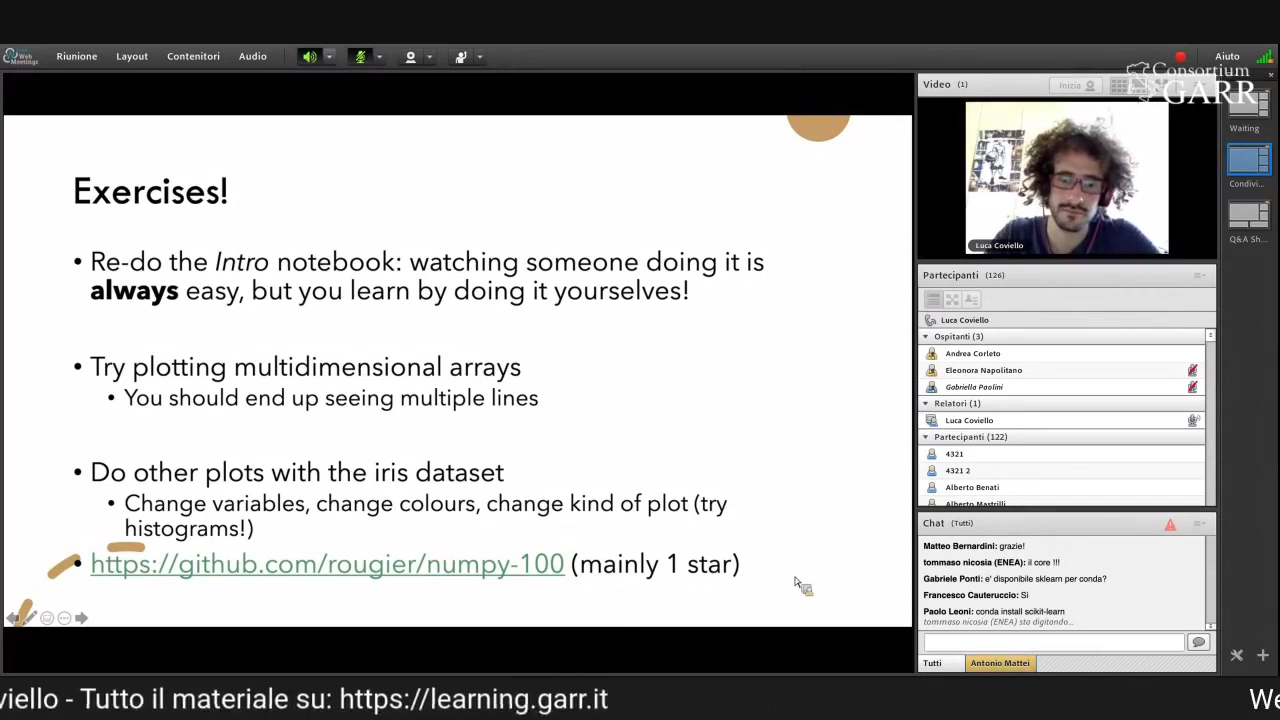 Web
Meetings
Riunione
Layout
Contenitori
Audio
Aiuto
Consortium
GARR
Exercises!
• Re-do the Intro notebook: watching someone doing it is
always easy, but you learn by doing it yourselves!
• Try plotting multidimensional arrays
• You should end up seeing multiple lines
• Do other plots with the iris dataset
• Change variables, change colours, change kind of plot (try
histograms!)
• https://github.com/rougier/numpy-100 (mainly 1 star)
Video (1)
Inizia
Luca Coviello
Partecipanti (126)
Luca Coviello
Ospitanti (3)
Andrea Corleto
Eleonora Napolitano
Gabriella Paolini
Relatori (1)
Luca Coviello
Partecipanti (122)
4321
4321 2
Alberto Benati
Alberto Mastrilli
Chat (Tutti)
Matteo Bernardini: grazie!
tommaso nicosia (ENEA): il core !!!
Gabriele Ponti: e' disponibile sklearn per conda?
Francesco Cauteruccio: Sì
Paolo Leoni: conda install scikit-learn
tommaso nicosia (ENEA) sta digitando...
Tutti
Antonio Mattei
Waiting
Condivi...
Q&A Sh...
viello - Tutto il materiale su: https://learning.garr.it
We